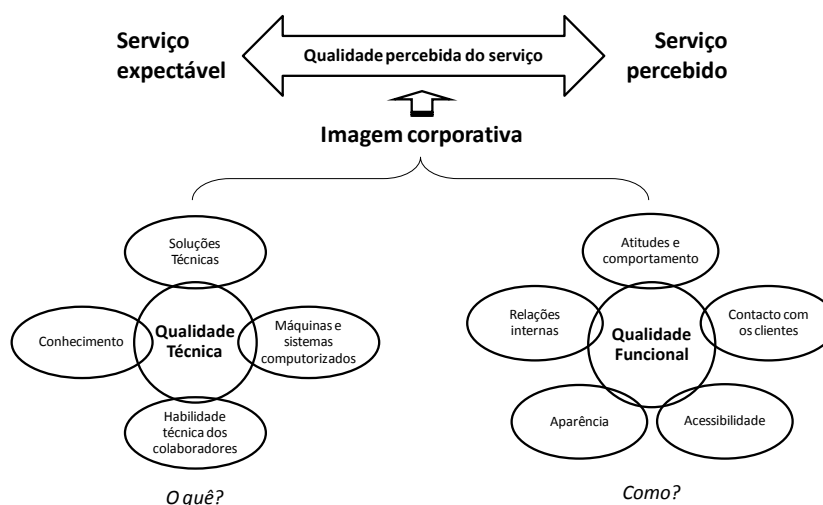 Serviço
expectável
Qualidade percebida do serviço
Serviço
percebido
Imagem corporativa
Soluções
Técnicas
Conhecimento
Qualidade
Técnica
Máquinas e
sistemas
computorizados
Habilidade
técnica dos
colaboradores
O quê?
Atitudes e
comportamento
Relações
internas
Contacto com
os clientes
Qualidade
Funcional
Aparência
Acessibilidade
Como?